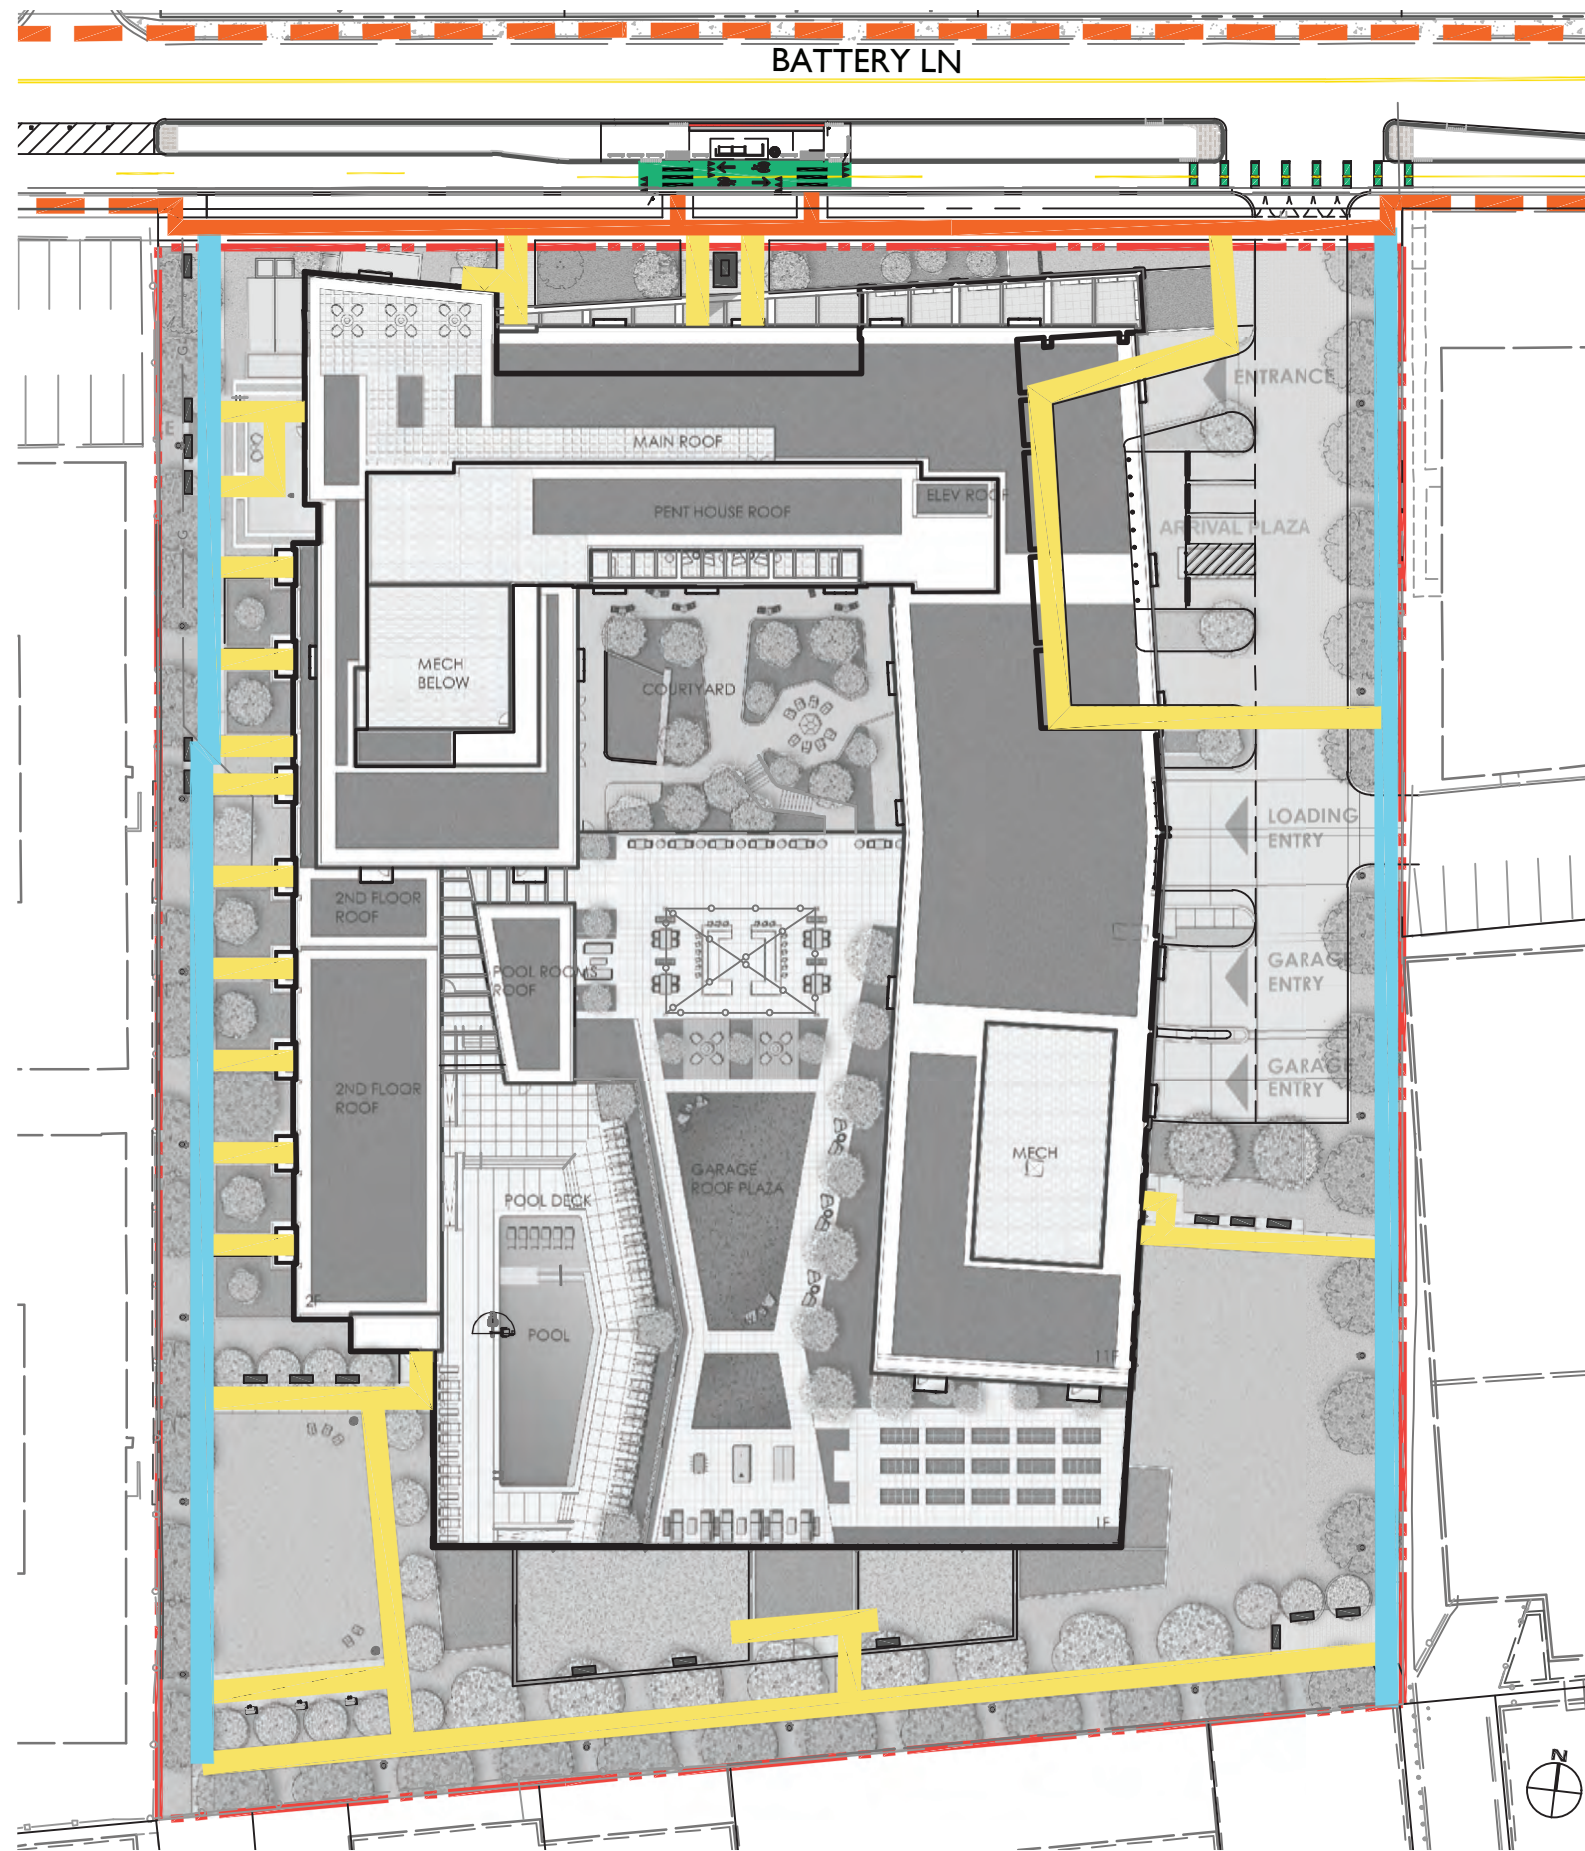 BATTERY LN
ENTRANCE
MAIN ROOF
ELEV ROOF
PENT HOUSE ROOF
ARRIVAL PLAZA
MECH
BELOW
COURTYARD
LOADING
ENTRY
2ND FLOOR
ROOF
POOL ROOMS
ROOF
GARAGE
ENTRY
2ND FLOOR
ROOF
GARAGE
ENTRY
MECH
GARAGE
ROOF PLAZA
POOL DECK
2F
POOL
11F
1F
G
G
N